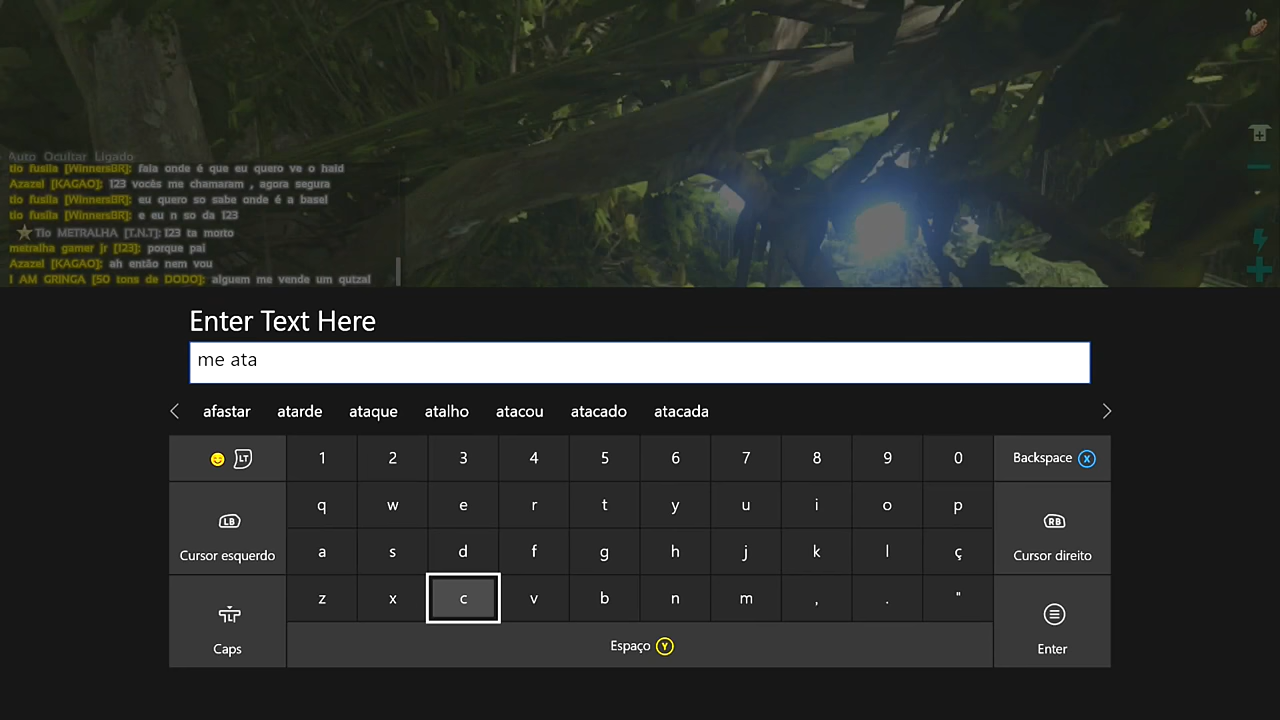 Auto Ocultar Ligado
tio fusila [WinnersBR]: fala onde é que eu quero ve o haid
Azazel [KAGAO]: 123 vocês me chamaram , agora segura
tio fusila [WinnersBR]: eu quero so sabe onde é a basel
tio fusila [WinnersBR]: e eu n so da 123
Tio METRALHA [T.N.T]: 123 ta morto
metralha gamer jr [123]: porque pai
Azazel [KAGAO]: ah então nem vou
I AM GRINGA [50 tons de DODO]: alguem me vende um qutzal
Enter Text Here
me ata
afastar atarde ataque atalho atacou atacado atacada
LT 1 2 3 4 5 6 7 8 9 0 Backspace X
LB Cursor esquerdo q w e r t y u i o p RB Cursor direito
a s d f g h j k l ç
Caps z x c v b n m , . " Enter
Espaço Y